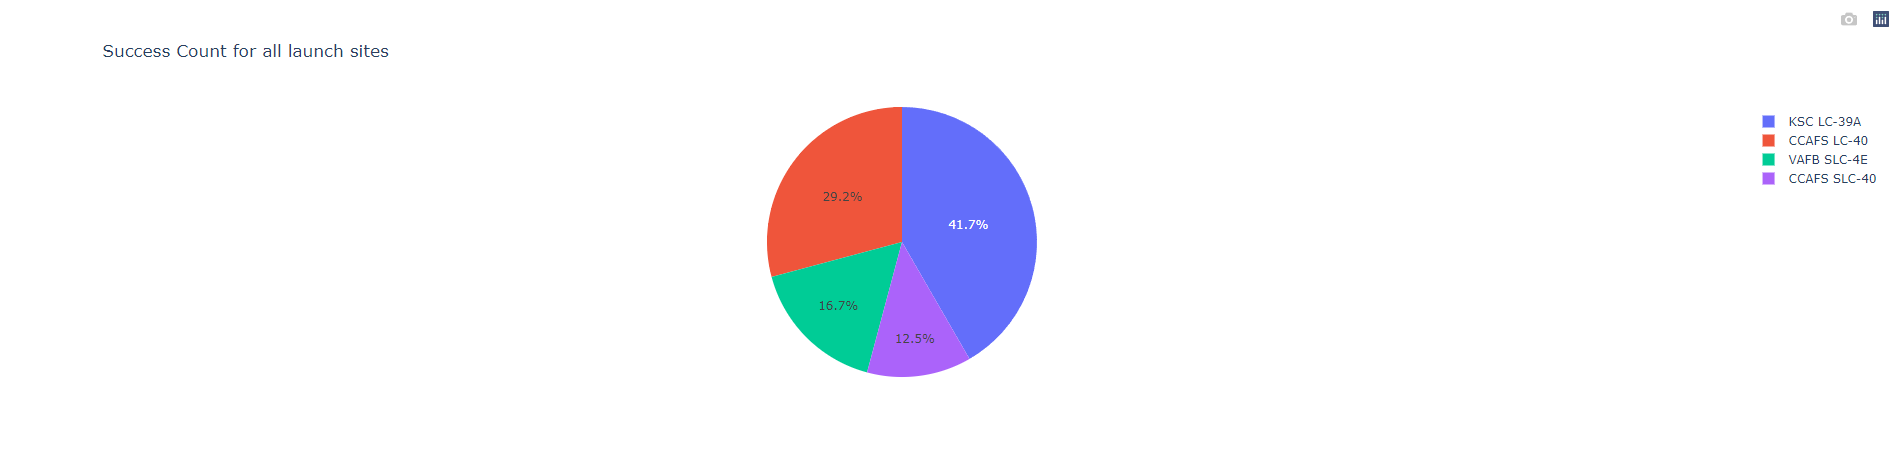 Success Count for all launch sites
KSC LC-39A
CCAFS LC-40
VAFB SLC-4E
CCAFS SLC-40
29.2%
41.7%
16.7%
12.5%